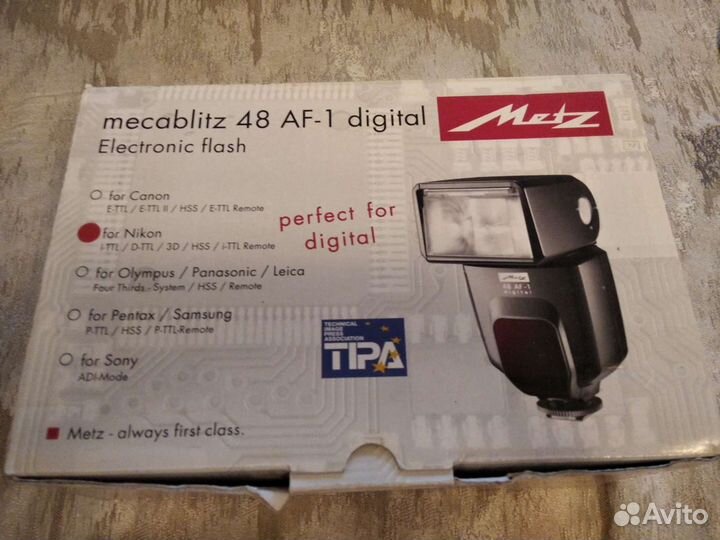 mecablitz 48 AF-1 digital
Metz
Electronic flash
for Canon
E-TTL / E-TTL II / HSS / E-TTL Remote
for Nikon
i-TTL / D-TTL / 3D / HSS / i-TTL Remote
for Olympus / Panasonic / Leica
Four Thirds - System / HSS / Remote
for Pentax / Samsung
P-TTL / HSS / P-TTL-Remote
for Sony
ADI-Mode
perfect for
digital
TECHNICAL
IMAGE
PRESS
ASSOCIATION
TIPA
Metz
48 AF-1
digital
Metz - always first class.
Avito